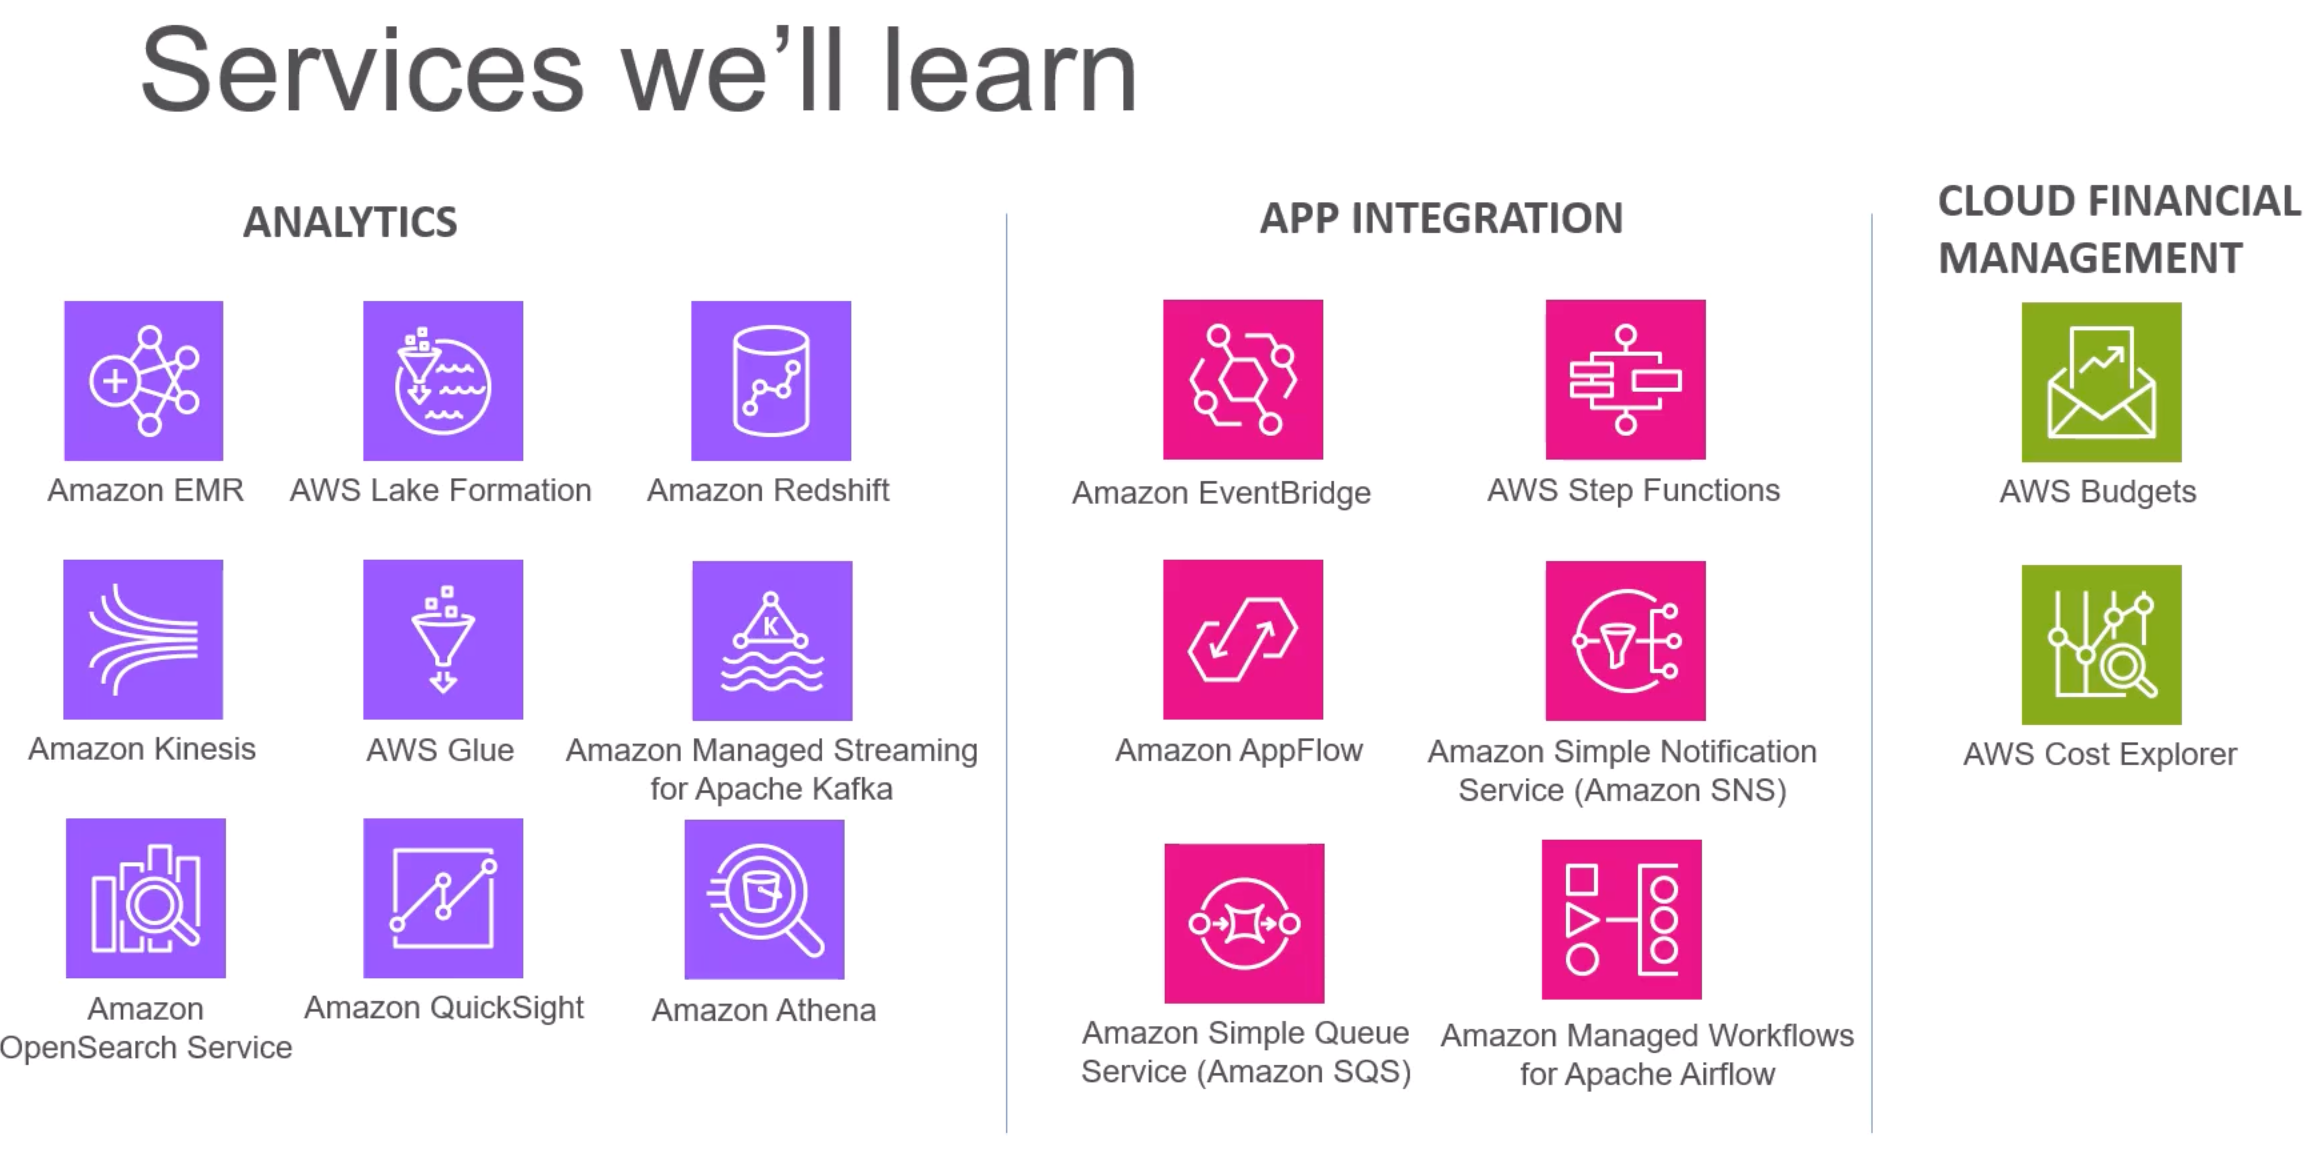 Services we’ll learn
ANALYTICS
Amazon EMR
AWS Lake Formation
Amazon Redshift
Amazon Kinesis
AWS Glue
K
Amazon Managed Streaming
for Apache Kafka
Amazon
OpenSearch Service
Amazon QuickSight
Amazon Athena
APP INTEGRATION
Amazon EventBridge
AWS Step Functions
Amazon AppFlow
Amazon Simple Notification
Service (Amazon SNS)
Amazon Simple Queue
Service (Amazon SQS)
Amazon Managed Workflows
for Apache Airflow
CLOUD FINANCIAL
MANAGEMENT
AWS Budgets
AWS Cost Explorer